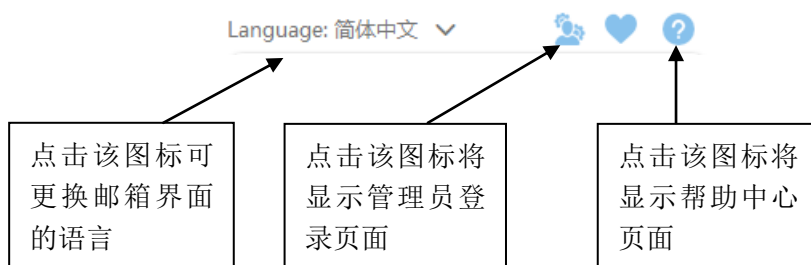 Language: 简体中文
点击该图标可
更换邮箱界面
的语言
点击该图标将
显示管理员登
录页面
点击该图标将
显示帮助中心
页面